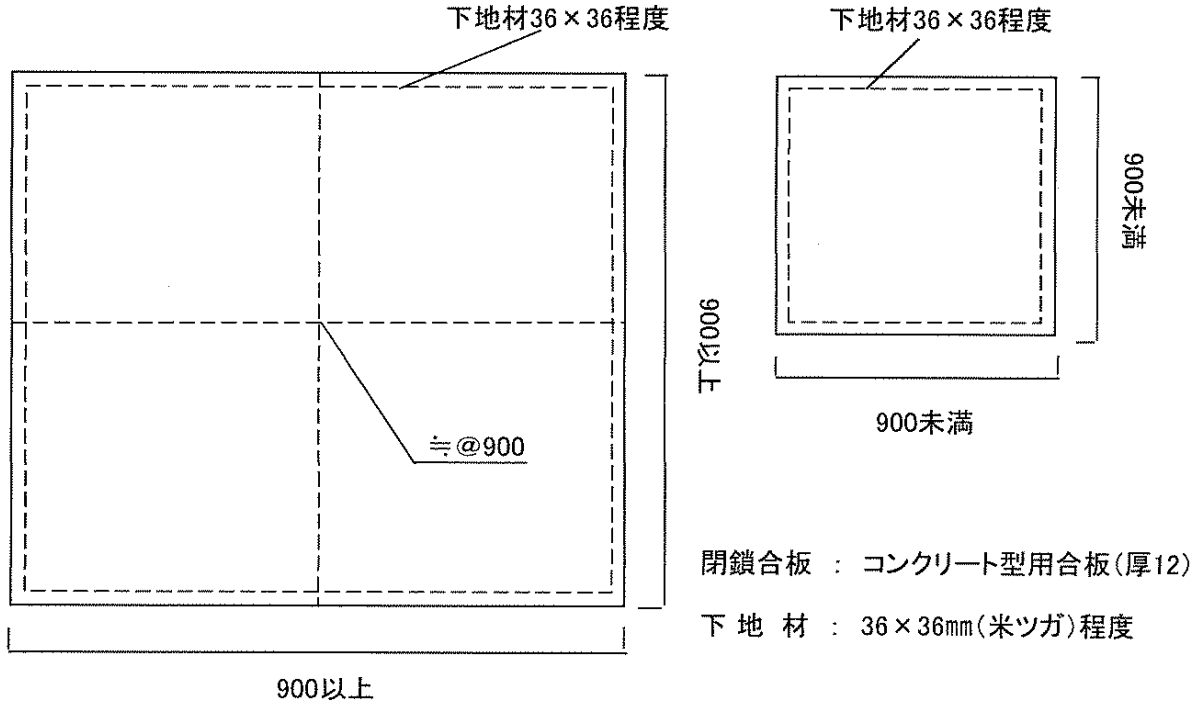 下地材36×36程度
下地材36×36程度
900以上
900未満
900未満
≒@900
閉鎖合板 : コンクリート型用合板(厚12)
下 地 材 : 36×36㎜(米ツガ)程度
900以上